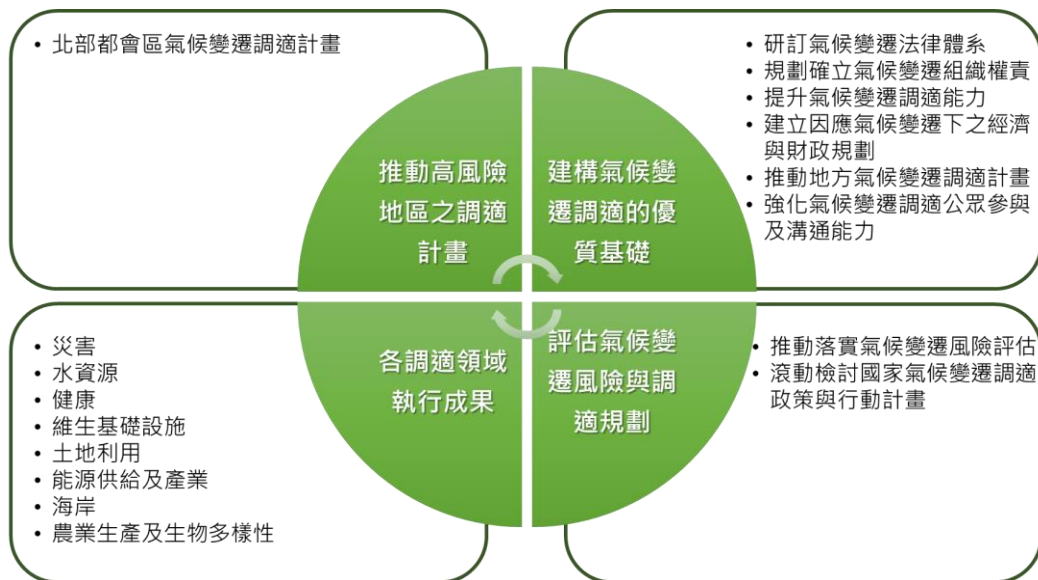 • 北部都會區氣候變遷調適計畫
• 研訂氣候變遷法律體系
• 規劃確立氣候變遷組織權責
• 提升氣候變遷調適能力
• 建立因應氣候變遷下之經濟
與財政規劃
• 推動地方氣候變遷調適計畫
• 強化氣候變遷調適公眾參與
及溝通能力
推動高風險
地區之調適
計畫
建構氣候變
遷調適的優
質基礎
各調適領域
執行成果
評估氣候變
遷風險與調
適規劃
• 災害
• 水資源
• 健康
• 維生基礎設施
• 土地利用
• 能源供給及產業
• 海岸
• 農業生產及生物多樣性
• 推動落實氣候變遷風險評估
• 滾動檢討國家氣候變遷調適
政策與行動計畫